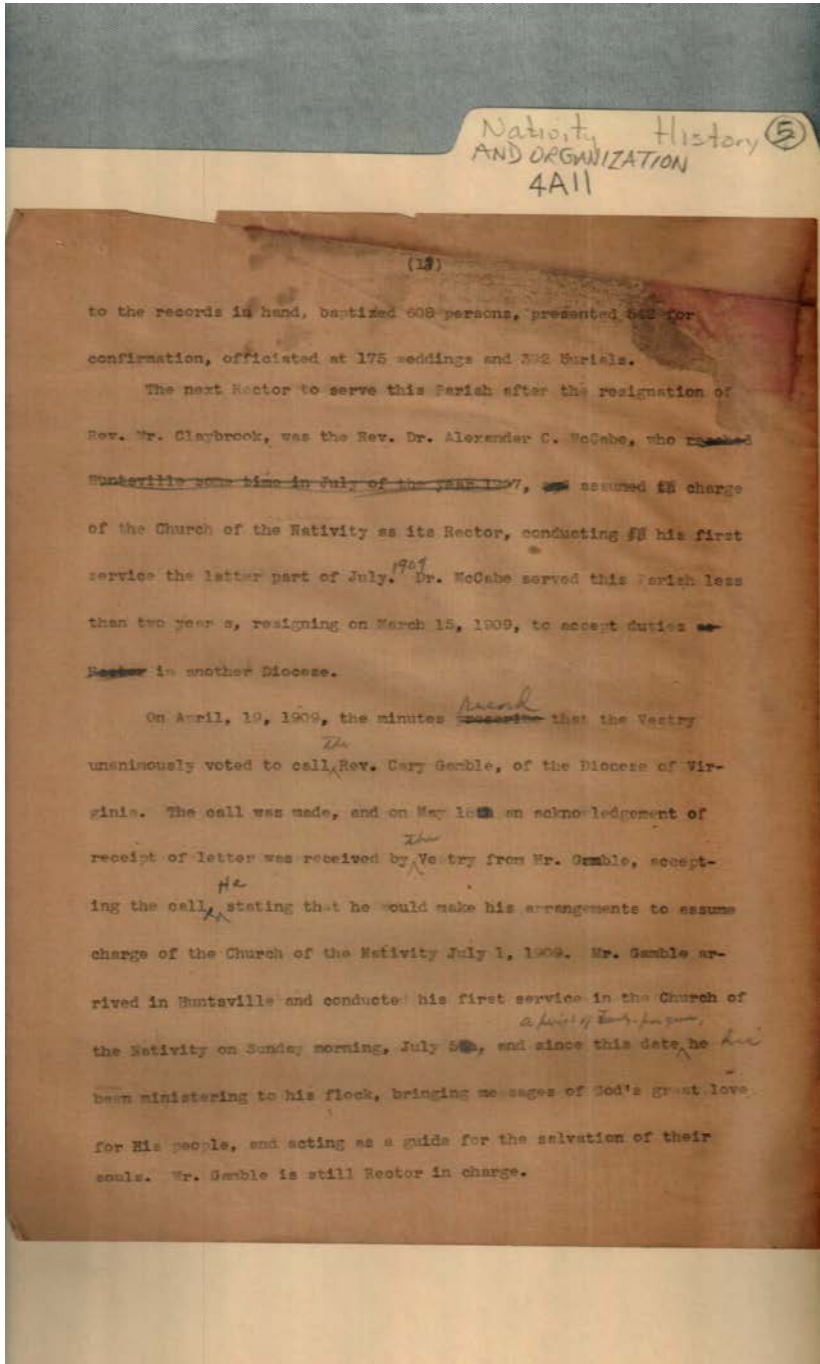 Nativity History 5
AND ORGANIZATION
4A11
to the records in hand, baptized 608 persons, presented 542 for
confirmation, officiated at 175 weddings and 392 Burials.
The next Rector to serve this Parish after the resignation of
Rev. Mr. Claybrook, was the Rev. Dr. Alexander C. McCabe, who reached
Huntsville some time in July of the year 1907, and assumed charge
of the Church of the Nativity as its Rector, conducting his first
service the latter part of July. 1907 Dr. McCabe served this Parish less
than two year s, resigning on March 15, 1909, to accept duties as
Rector in another Diocese.
On April, 19, 1909, the minutes record that the Vestry
unanimously voted to call The Rev. Cary Gamble, of the Diocese of Vir-
ginia. The call was made, and on May an acknowledgement of
receipt of letter was received by The Vestry from Mr. Gamble, accept-
ing the call, He stating that he would make his arrangements to assume
charge of the Church of the Nativity July 1, 1909. Mr. Gamble ar-
rived in Huntsville and conducted his first service in the Church of
the Nativity on Sunday morning, July 5th, and since this date, a period of he has
been ministering to his flock, bringing messages of God's great love
for His people, and acting as a guide for the salvation of their
souls. Mr. Gamble is still Rector in charge.